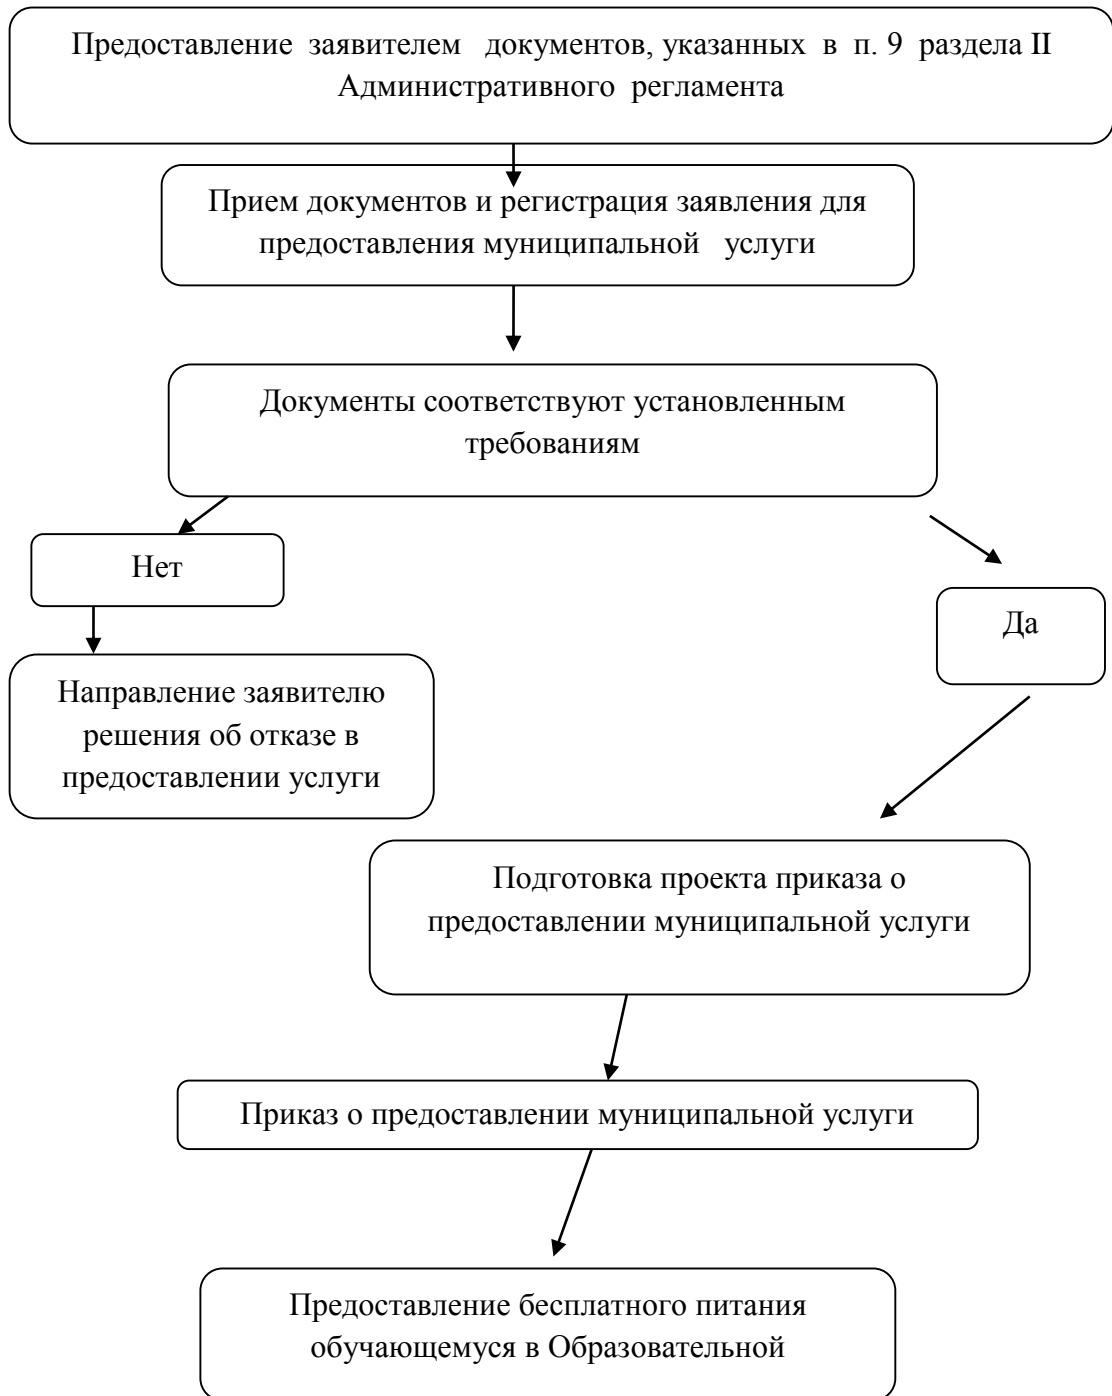 Предоставление заявителем документов, указанных в п. 9 раздела II
Административного регламента
Прием документов и регистрация заявления для
предоставления муниципальной услуги
Документы соответствуют установленным
требованиям
Нет
Да
Направление заявителю
решения об отказе в
предоставлении услуги
Подготовка проекта приказа о
предоставлении муниципальной услуги
Приказ о предоставлении муниципальной услуги
Предоставление бесплатного питания
обучающемуся в Образовательной